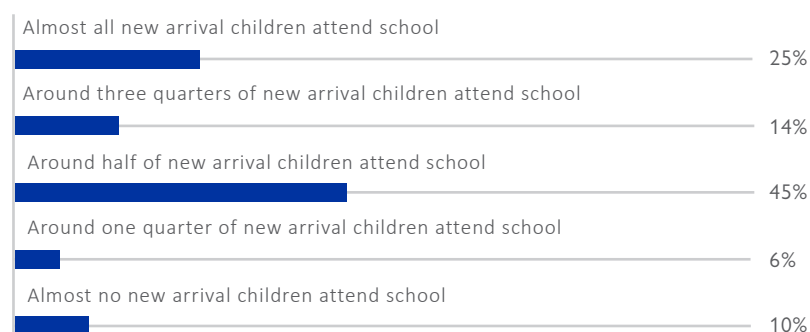 Almost all new arrival children attend school
25%
Around three quarters of new arrival children attend school
14%
Around half of new arrival children attend school
45%
Around one quarter of new arrival children attend school
6%
Almost no new arrival children attend school
10%